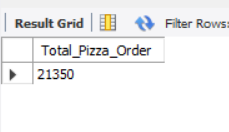 Result Grid Filter Rows:
Total_Pizza_Order
21350